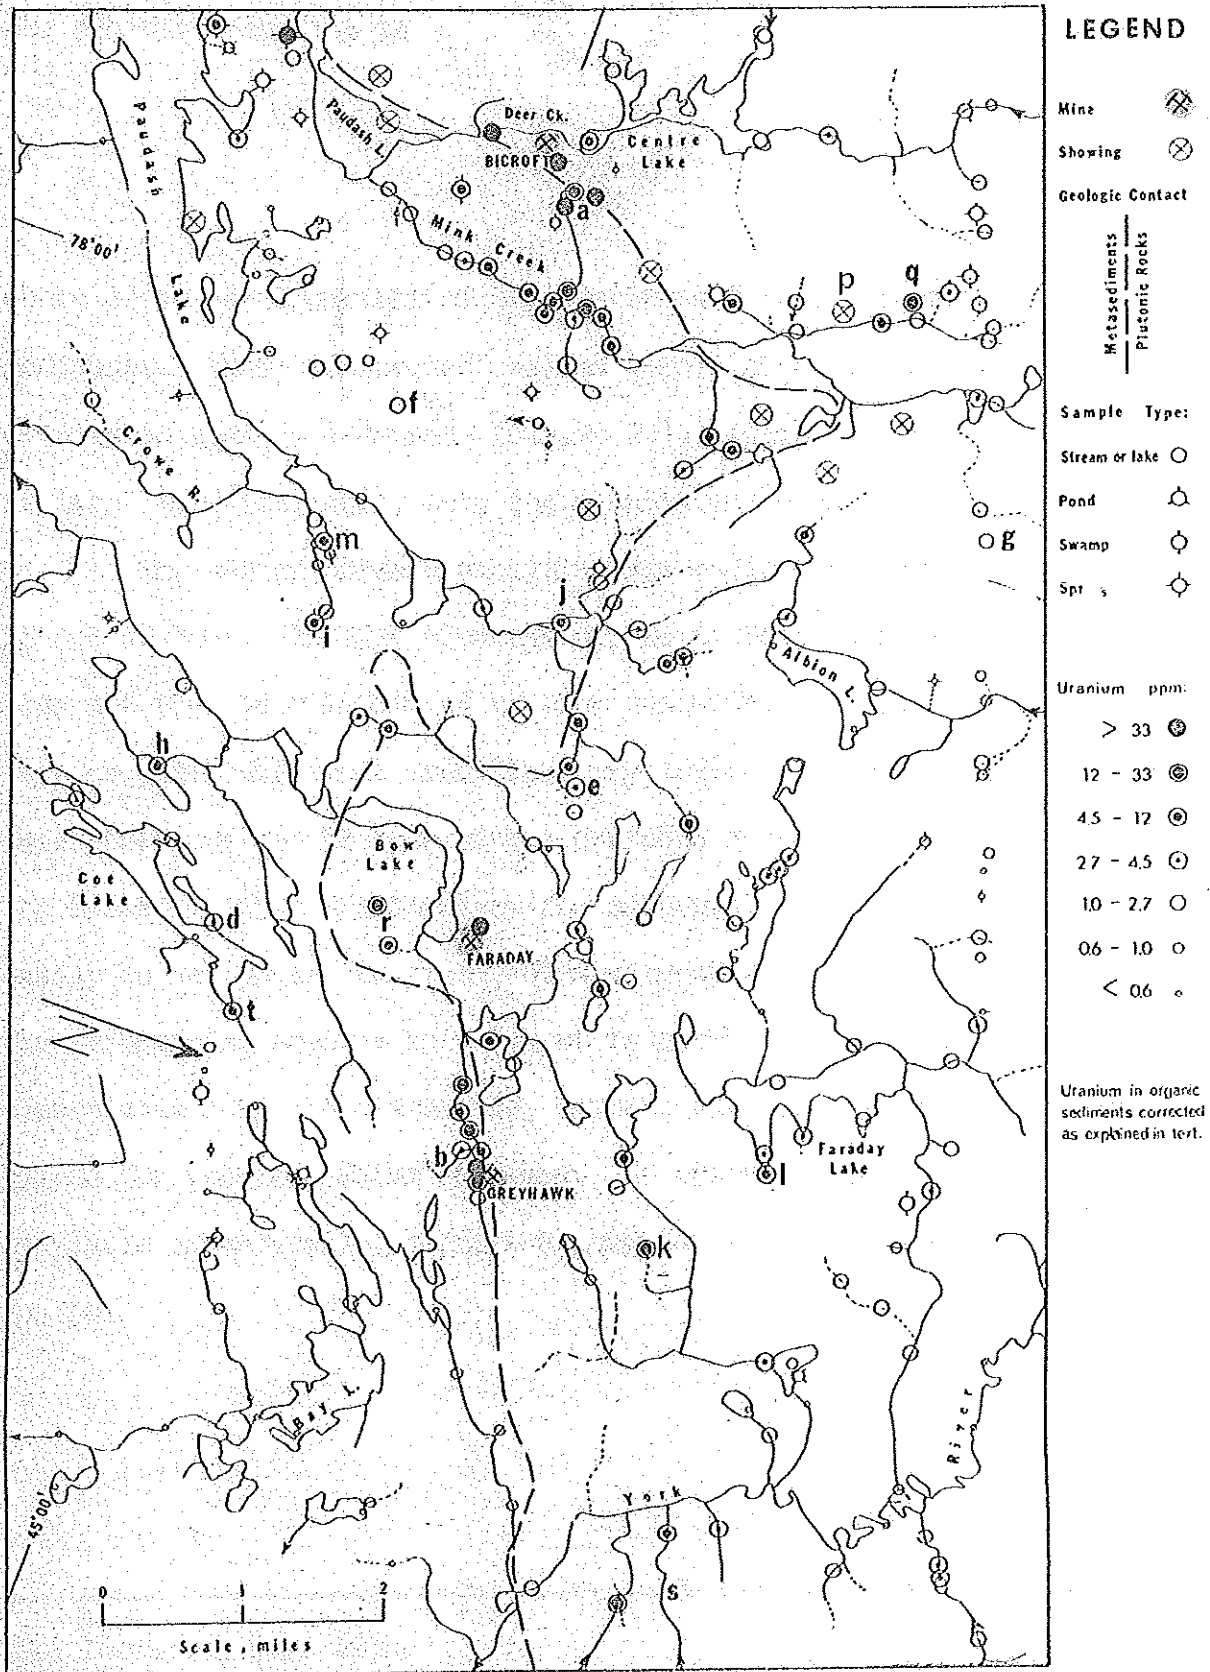 LEGEND
Mine
Showing
Geologic Contact
Metasediments
Plutonic Rocks
Sample Type:
Stream or lake
Pond
Swamp
Uranium ppm:
> 33
12 - 33
4.5 - 12
2.7 - 4.5
1.0 - 2.7
0.6 - 1.0
< 0.6
Uranium in organic
sediments corrected
as explained in text.
Paudash
Lake
Paudash L.
Deer Ck.
BICROFT
Centre
Lake
a
Mink Creek
78°00'
p
q
f
Crowe R.
m
g
i
j
Albion L.
h
e
Bow
Lake
Coe
Lake
d
r
FARADAY
t
N
b
GREYHAWK
Faraday
Lake
l
k
Bay L.
River
York
s
45°00'
0 1 2
Scale, miles